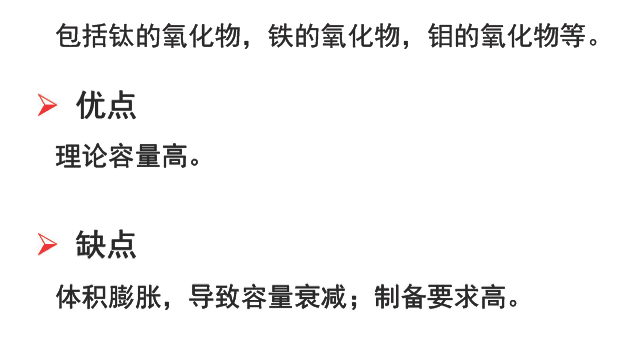 包括钛的氧化物，铁的氧化物，钼的氧化物等。
优点
理论容量高。
缺点
体积膨胀，导致容量衰减；制备要求高。